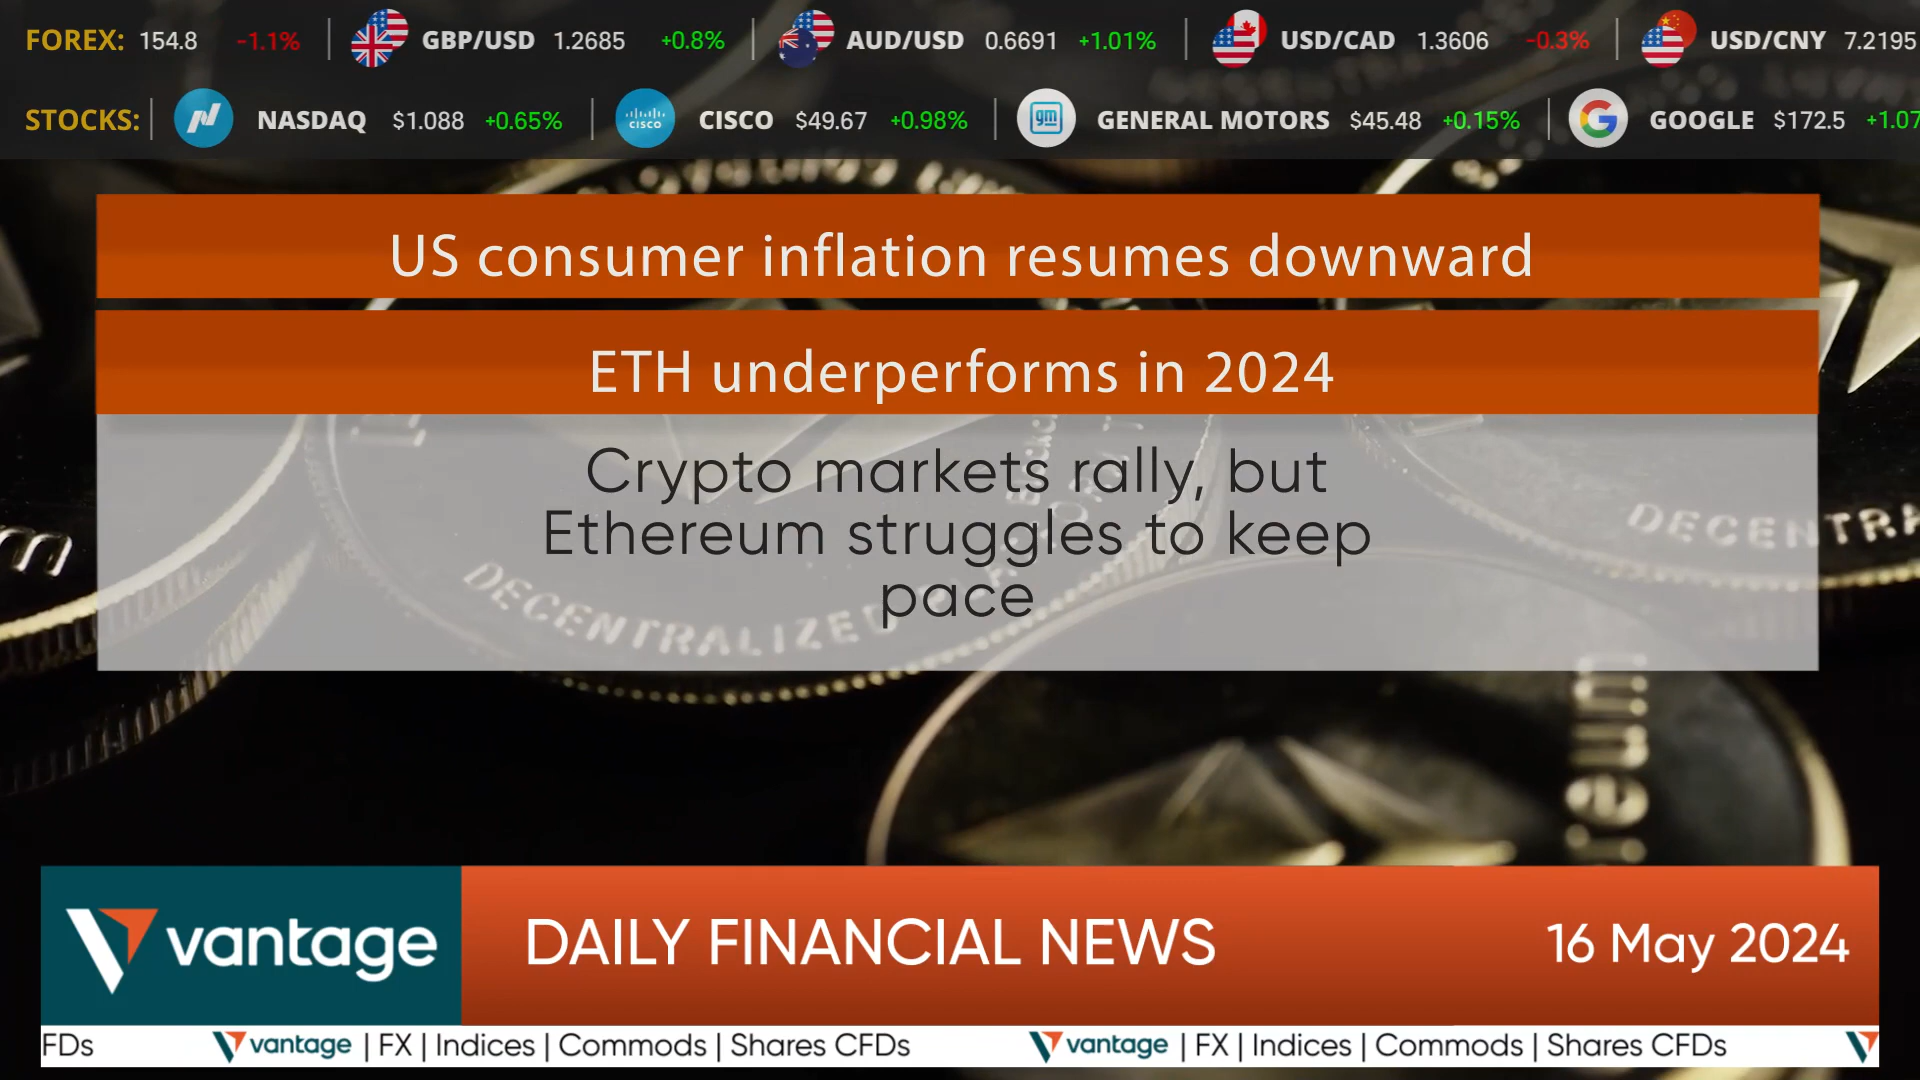 FOREX: 154.8 -1.1% | GBP/USD 1.2685 +0.8% | AUD/USD 0.6691 +1.01% | USD/CAD 1.3606 -0.3% | USD/CNY 7.2195
STOCKS: | NASDAQ $1.088 +0.65% | CISCO CISCO $49.67 +0.98% | gm GENERAL MOTORS $45.48 +0.15% | G GOOGLE $172.5 +1.07
US consumer inflation resumes downward
ETH underperforms in 2024
Crypto markets rally, but
Ethereum struggles to keep
pace
DECENTRALIZED
DECENTRA
reum
vantage DAILY FINANCIAL NEWS 16 May 2024
FDs vantage | FX | Indices | Commods | Shares CFDs vantage | FX | Indices | Commods | Shares CFDs